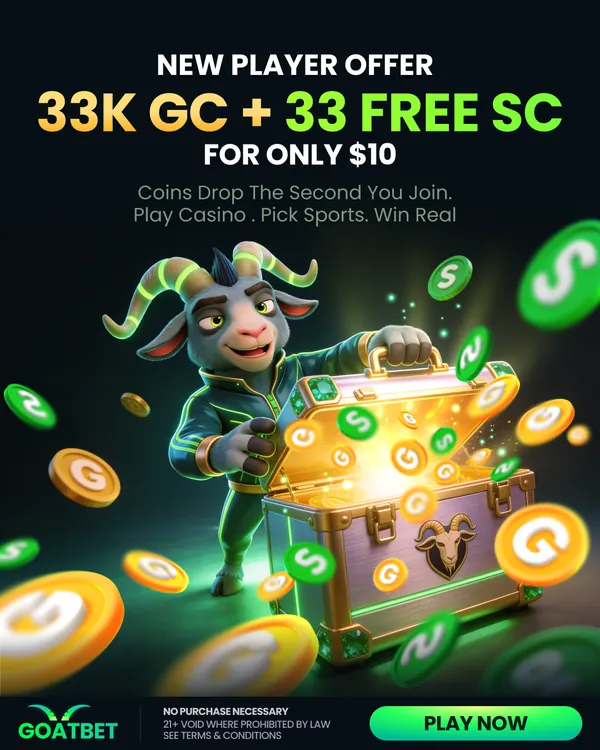 NEW PLAYER OFFER
33K GC + 33 FREE SC
FOR ONLY $10
Coins Drop The Second You Join.
Play Casino . Pick Sports. Win Real
GOATBET
NO PURCHASE NECESSARY
21+ VOID WHERE PROHIBITED BY LAW
SEE TERMS & CONDITIONS
PLAY NOW